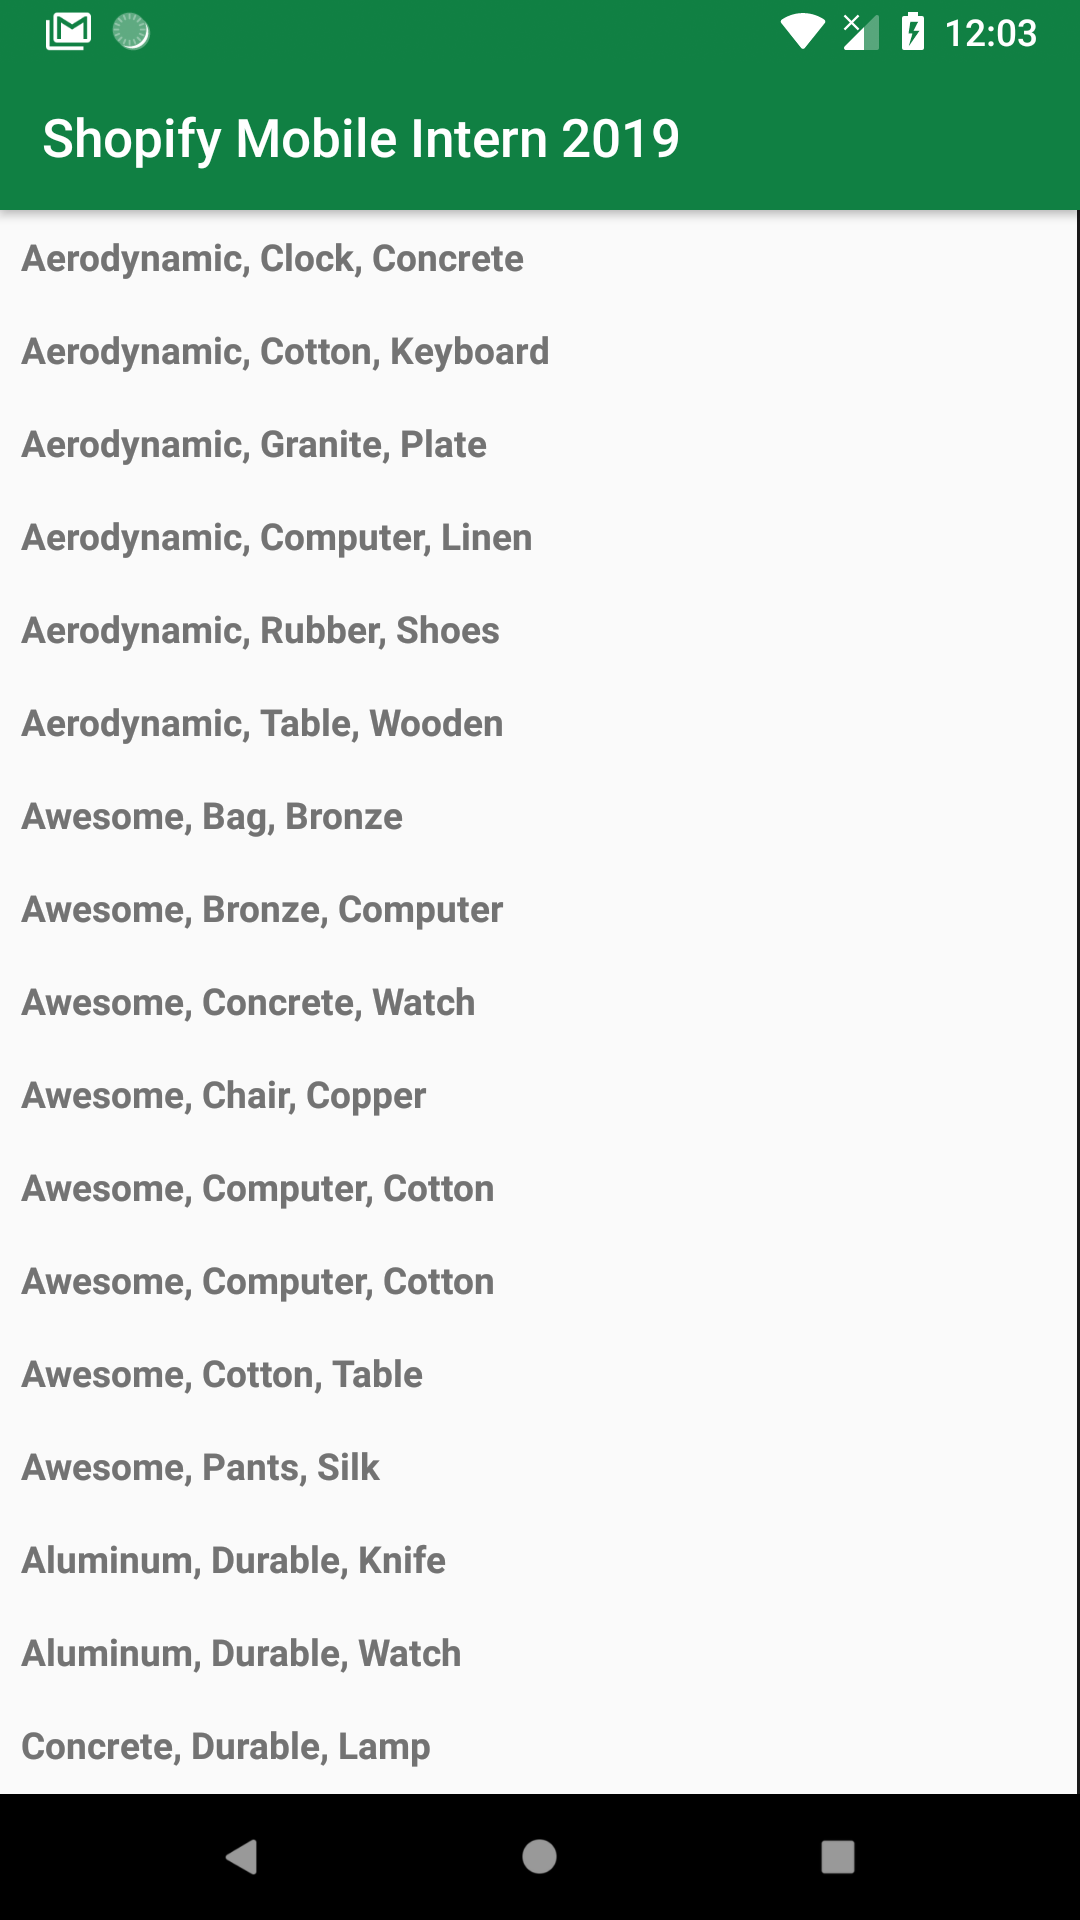 12:03
Shopify Mobile Intern 2019
Aerodynamic, Clock, Concrete
Aerodynamic, Cotton, Keyboard
Aerodynamic, Granite, Plate
Aerodynamic, Computer, Linen
Aerodynamic, Rubber, Shoes
Aerodynamic, Table, Wooden
Awesome, Bag, Bronze
Awesome, Bronze, Computer
Awesome, Concrete, Watch
Awesome, Chair, Copper
Awesome, Computer, Cotton
Awesome, Computer, Cotton
Awesome, Cotton, Table
Awesome, Pants, Silk
Aluminum, Durable, Knife
Aluminum, Durable, Watch
Concrete, Durable, Lamp